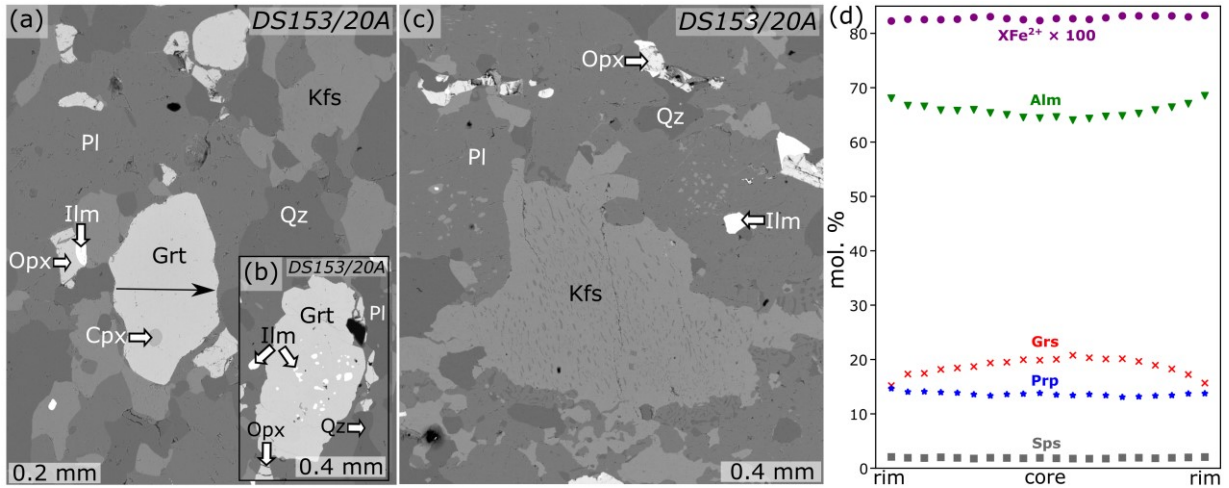 (a)
DS153/20A
Kfs
Pl
Ilm
Qz
Opx
Grt
Cpx
0.2 mm
(b)
DS153/20A
Grt
Pl
Ilm
Opx
Qz
0.4 mm
(c)
DS153/20A
Opx
Qz
Pl
Ilm
Kfs
0.4 mm
(d)
80
70
60
50
40
30
20
10
0
mol. %
XFe²⁺ × 100
Alm
Grs
Prp
Sps
rim
core
rim